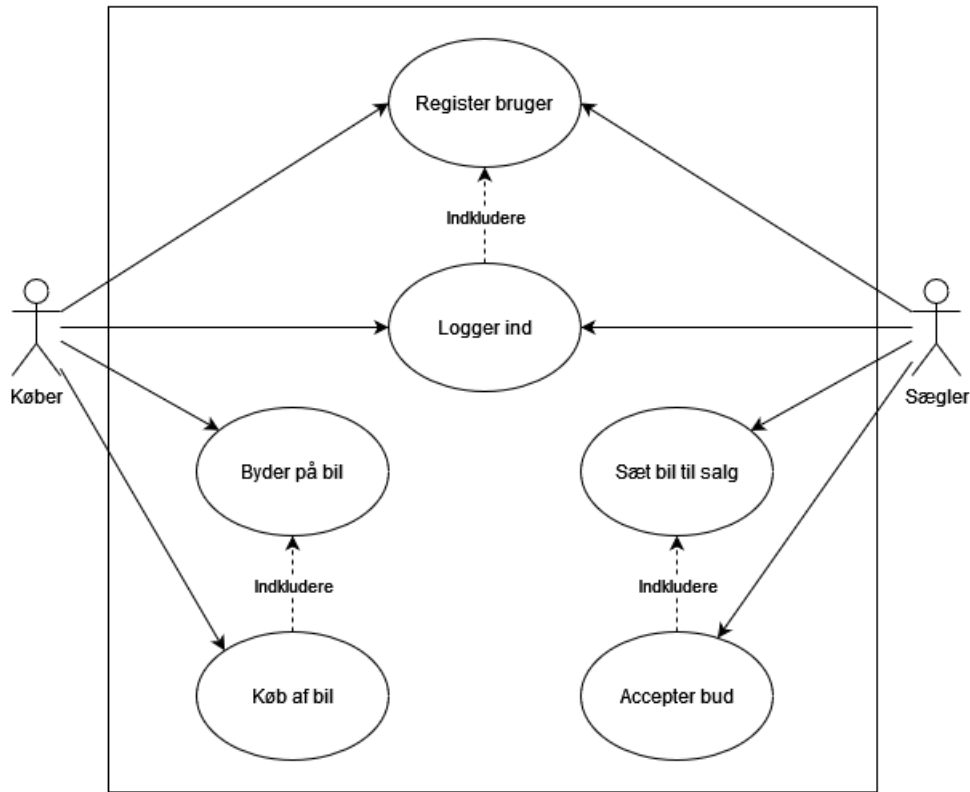 Register bruger
Indkludere
Logger ind
Køber
Sægler
Byder på bil
Sæt bil til salg
Indkludere
Indkludere
Køb af bil
Accepter bud